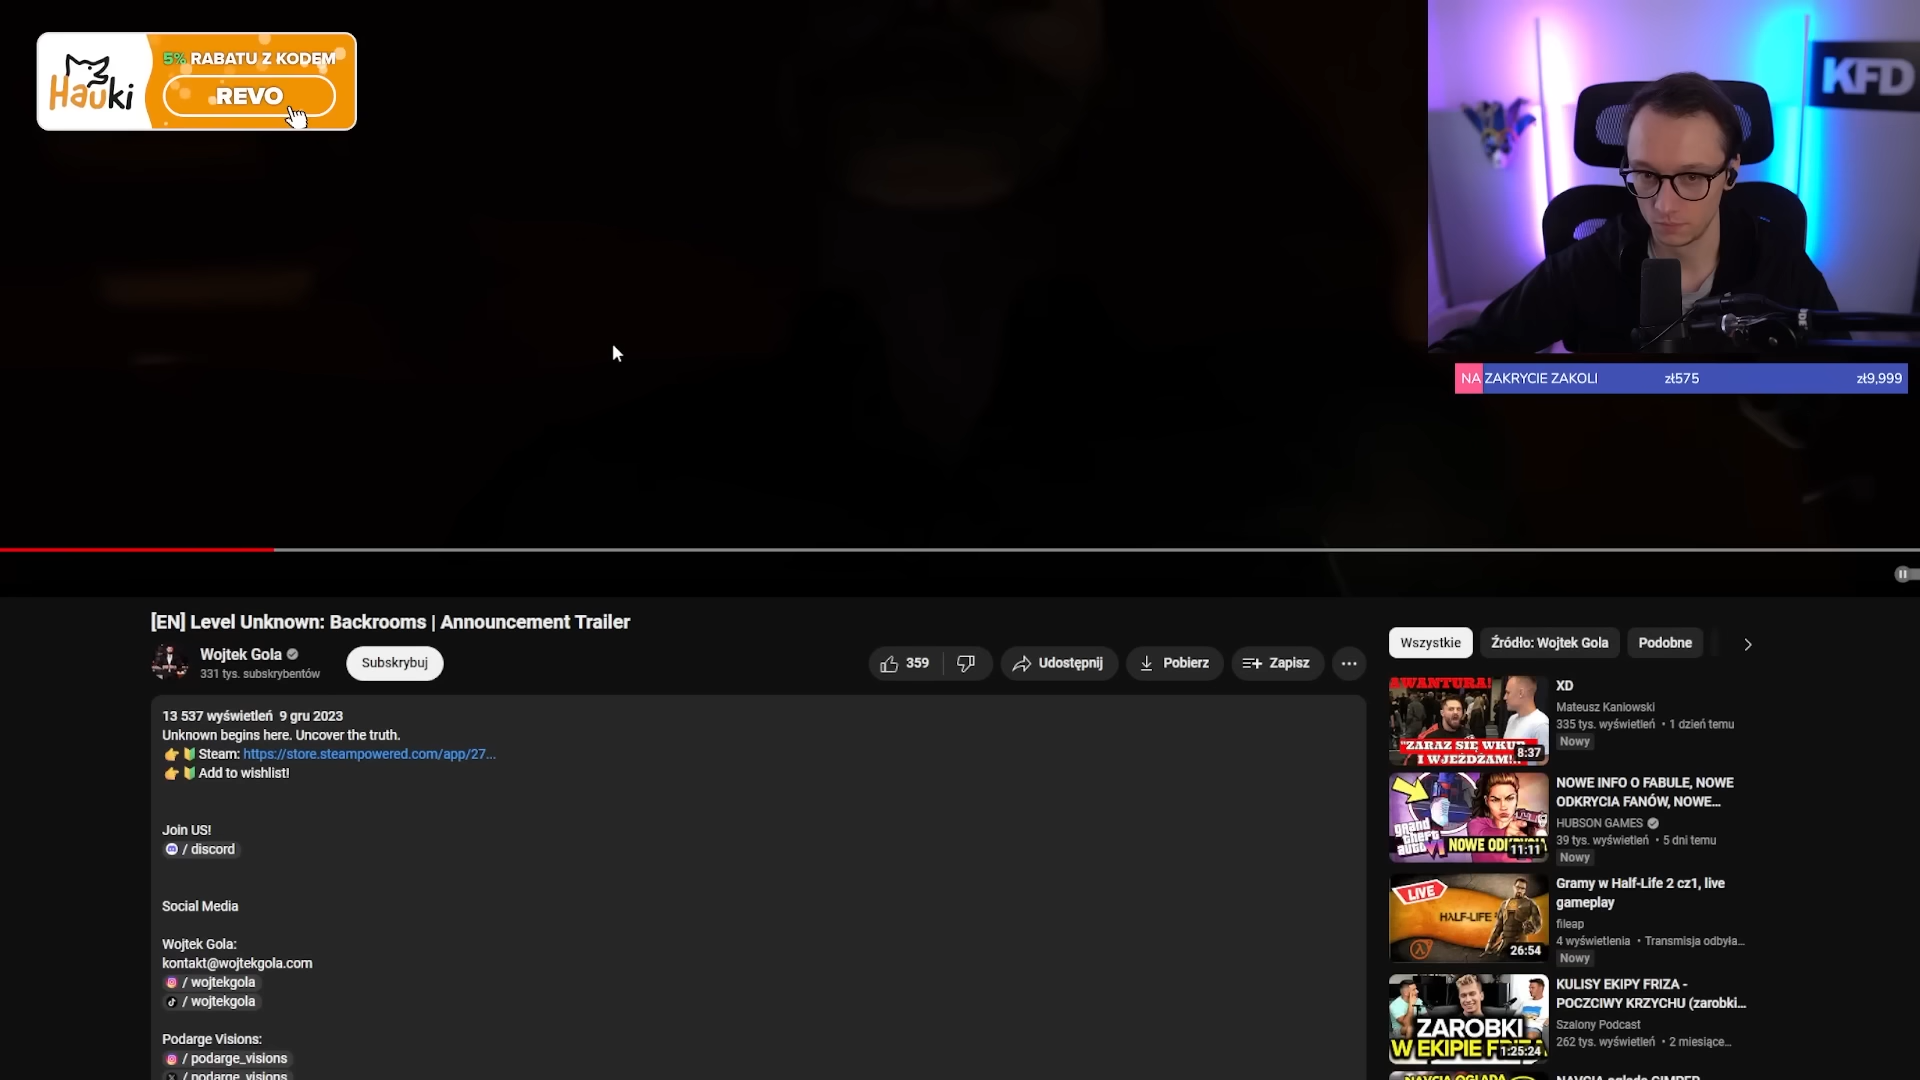 Hauki
5% RABATU Z KODEM
REVO
KFD
NA ZAKRYCIE ZAKOLI zł575 zł9,999
[EN] Level Unknown: Backrooms | Announcement Trailer
Wojtek Gola
331 tys. subskrybentów
Subskrybuj
359
Udostępnij
Pobierz
Zapisz
13 537 wyświetleń 9 gru 2023
Unknown begins here. Uncover the truth.
Steam: https://store.steampowered.com/app/27...
Add to wishlist!
Join US!
/ discord
Social Media
Wojtek Gola:
kontakt@wojtekgola.com
/ wojtekgola
/ wojtekgola
Podarge Visions:
/ podarge_visions
/ podarge_visions
Wszystkie
Źródło: Wojtek Gola
Podobne
AWANTURA!
"ZARAZ SIĘ WKU
I WJEŻDŻAM!
8:37
XD
Mateusz Kaniowski
335 tys. wyświetleń • 1 dzień temu
Nowy
grand
theft
auto VI
NOWE
11:11
NOWE INFO O FABULE, NOWE
ODKRYCIA FANÓW, NOWE...
HUBSON GAMES
39 tys. wyświetleń • 5 dni temu
Nowy
LIVE
HALF-LIFE 2
26:54
Gramy w Half-Life 2 cz1, live
gameplay
fileap
4 wyświetlenia • Transmisja odbyła...
Nowy
ZAROBKI
W EKIPIE FRIZA
1:25:24
KULISY EKIPY FRIZA -
POCZCIWY KRZYCHU (zarobki...
Szalony Podcast
262 tys. wyświetleń • 2 miesiące...